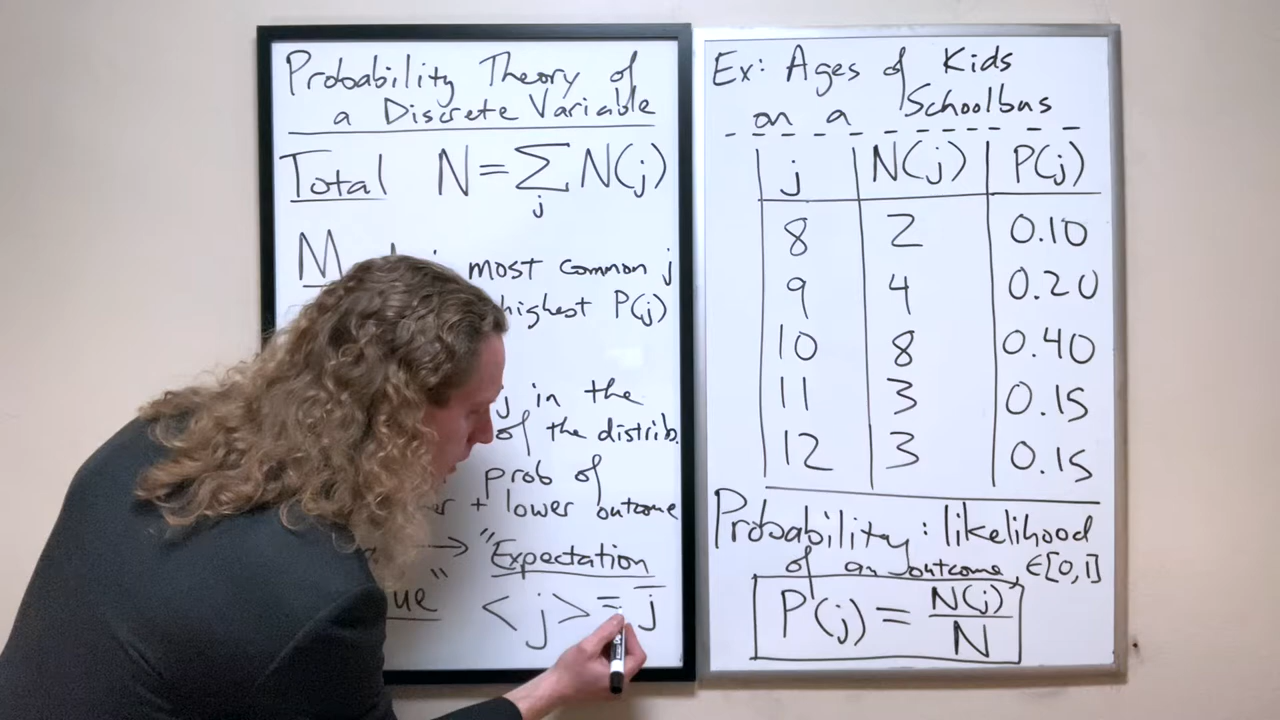 Probability Theory of
a Discrete Variable
Total N = ∑ N(j)
j
M most common j
highest P(j)
j in the
of the distrib.
prob of
+ lower outcome
→ "Expectation
ue" <j> = j̄
Ex: Ages of Kids
on a Schoolbus
j N(j) P(j)
8 2 0.10
9 4 0.20
10 8 0.40
11 3 0.15
12 3 0.15
Probability: likelihood
of an outcome, ∈[0,1]
P(j) = N(j)/N